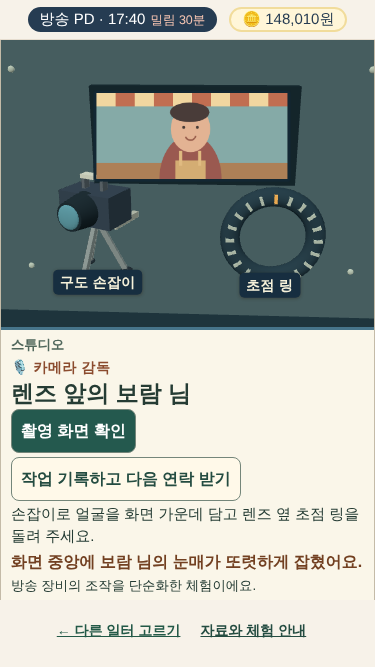 방송 PD · 17:40 밀림 30분
148,010원
구도 손잡이
초점 링
스튜디오
카메라 감독
렌즈 앞의 보람 님
촬영 화면 확인
작업 기록하고 다음 연락 받기
손잡이로 얼굴을 화면 가운데 담고 렌즈 옆 초점 링을
돌려 주세요.
화면 중앙에 보람 님의 눈매가 또렷하게 잡혔어요.
방송 장비의 조작을 단순화한 체험이에요.
← 다른 일터 고르기
자료와 체험 안내